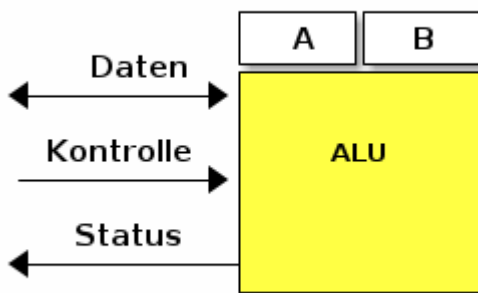 A B
Daten
Kontrolle
ALU
Status